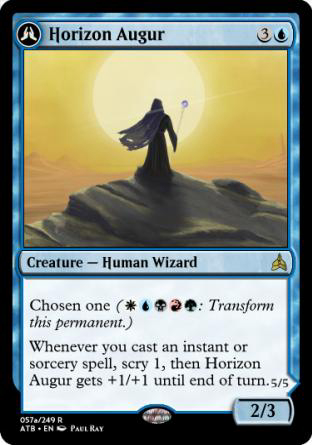 Horizon Augur 3
Creature — Human Wizard
Chosen one ( : Transform
this permanent.)
Whenever you cast an instant or
sorcery spell, scry 1, then Horizon
Augur gets +1/+1 until end of turn.
5/5
2/3
057a/249 R
ATB • EN Paul Ray